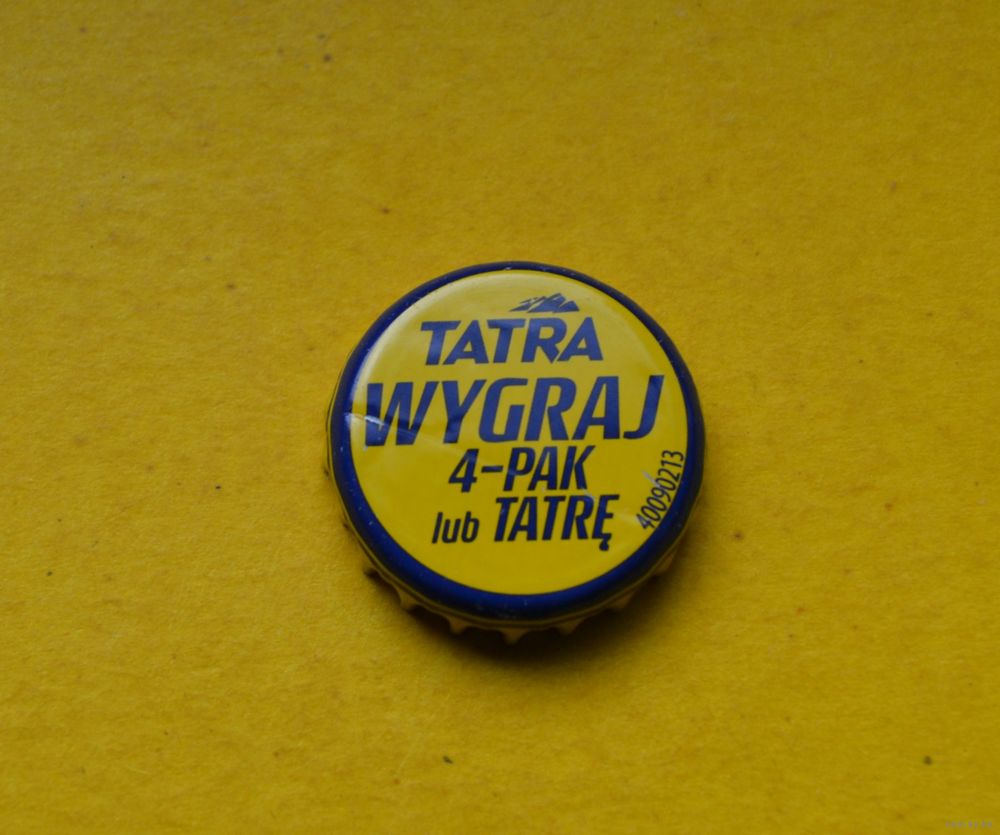 TATRA
WYGRAJ
4-PAK
lub TATRĘ
40090213